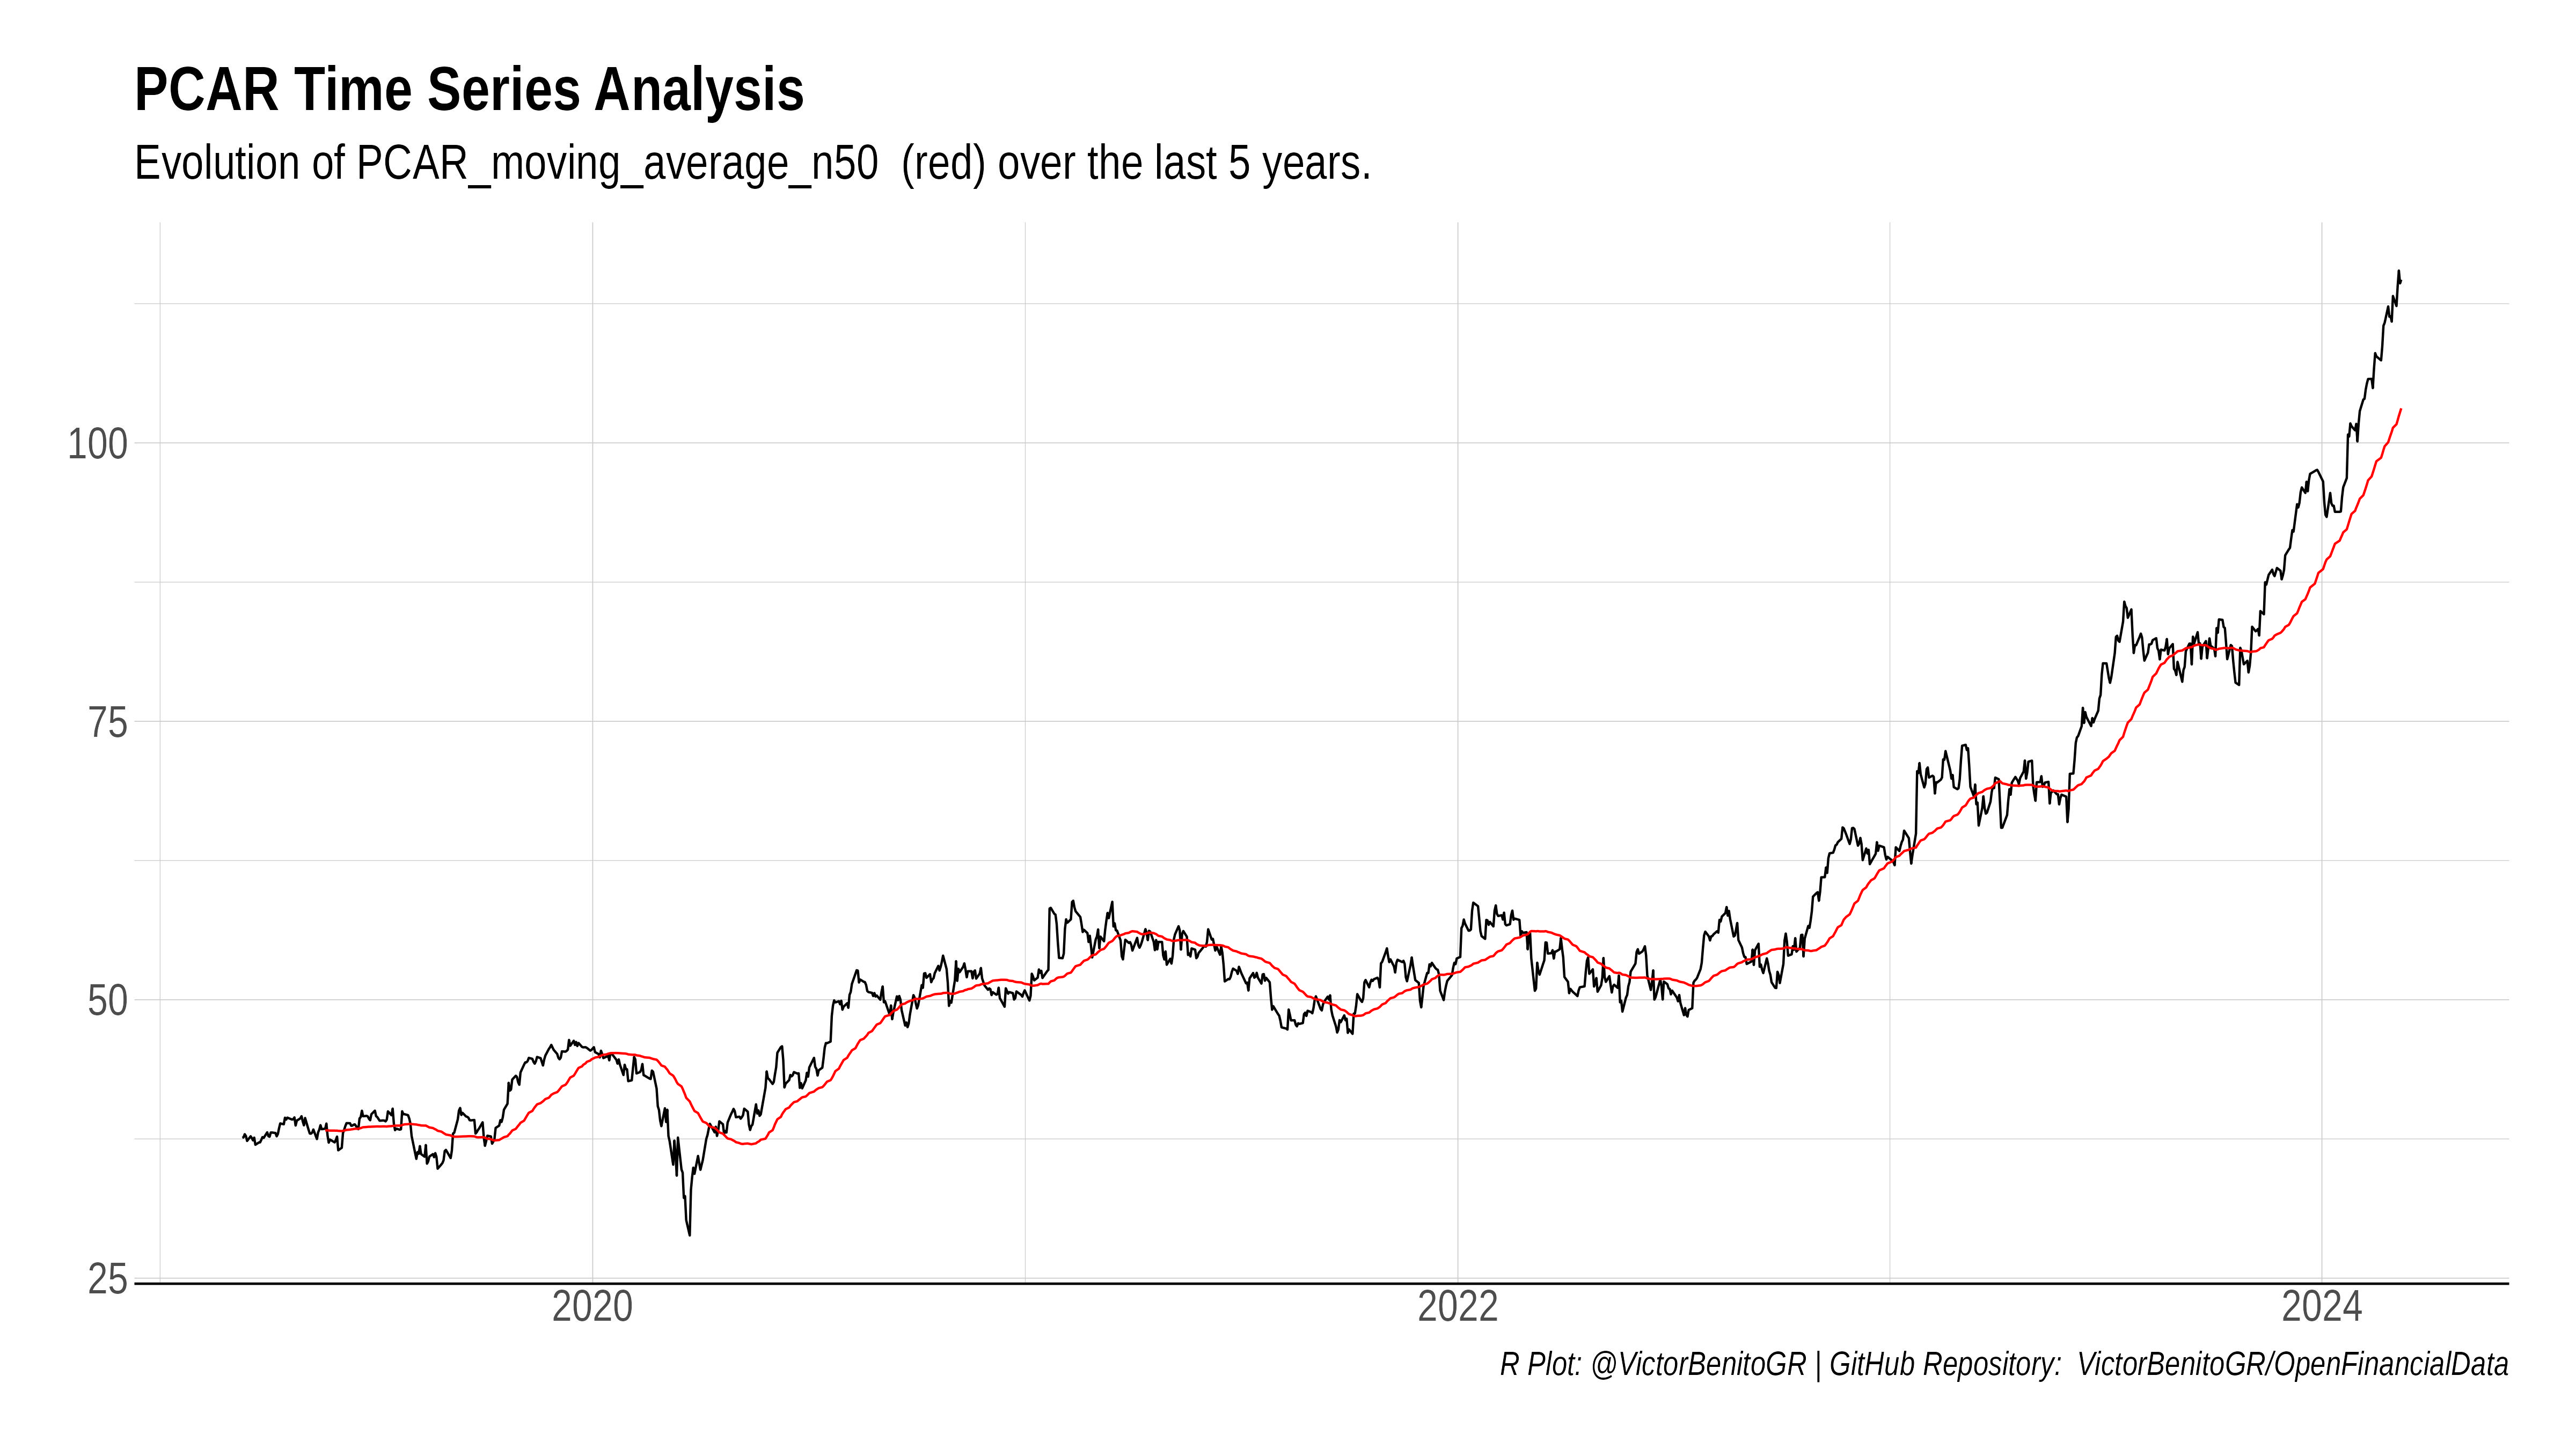 PCAR Time Series Analysis
Evolution of PCAR_moving_average_n50  (red) over the last 5 years.
100
75
50
25
2020 2022 2024
R Plot: @VictorBenitoGR | GitHub Repository:  VictorBenitoGR/OpenFinancialData